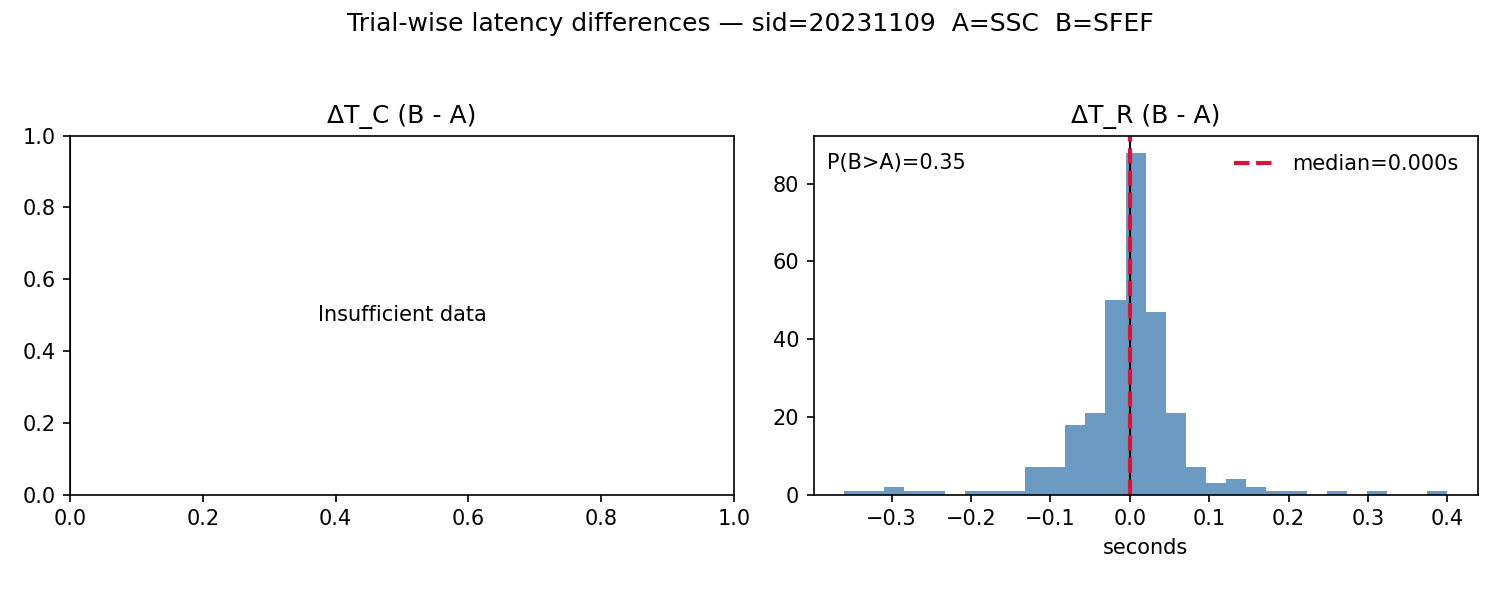 Trial-wise latency differences — sid=20231109  A=SSC  B=SFEF
ΔT_C (B - A)
1.0
0.8
0.6
0.4
0.2
0.0
Insufficient data
0.0 0.2 0.4 0.6 0.8 1.0
ΔT_R (B - A)
P(B>A)=0.35
median=0.000s
80
60
40
20
0
−0.3 −0.2 −0.1 0.0 0.1 0.2 0.3 0.4
seconds